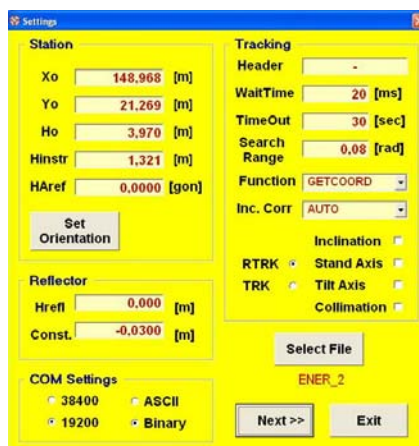 Settings
Station
Xo 148,968 [m]
Yo 21,269 [m]
Ho 3,970 [m]
Hinstr 1,321 [m]
HAref 0,0000 [gon]
Set
Orientation
Reflector
Hrefl 0,000 [m]
Const. -0,0300 [m]
COM Settings
38400 ASCII
19200 Binary
Tracking
Header -
WaitTime 20 [ms]
TimeOut 30 [sec]
Search
Range 0,08 [rad]
Function GETCOORD
Inc. Corr AUTO
Inclination
RTRK Stand Axis
TRK Tilt Axis
Collimation
Select File
ENER_2
Next >> Exit